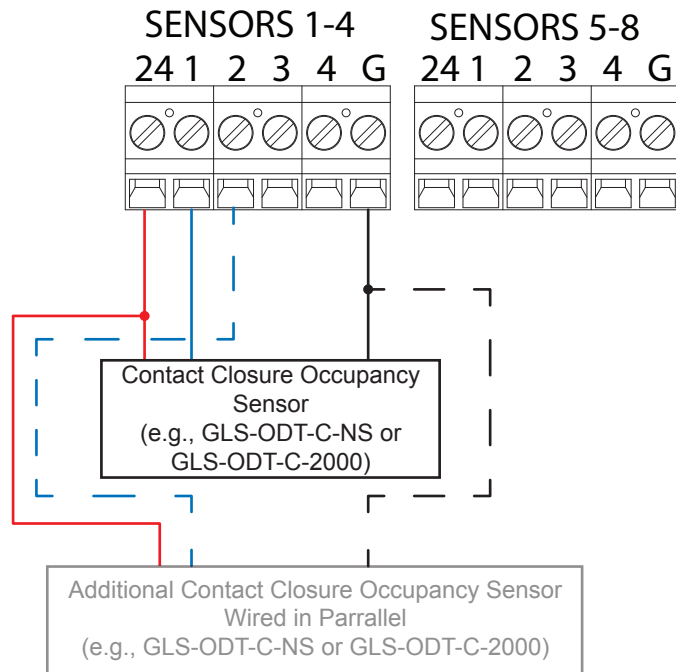 SENSORS 1-4 SENSORS 5-8
24 1 2 3 4 G 24 1 2 3 4 G
Contact Closure Occupancy
Sensor
(e.g., GLS-ODT-C-NS or
GLS-ODT-C-2000)
Additional Contact Closure Occupancy Sensor
Wired in Parrallel
(e.g., GLS-ODT-C-NS or GLS-ODT-C-2000)